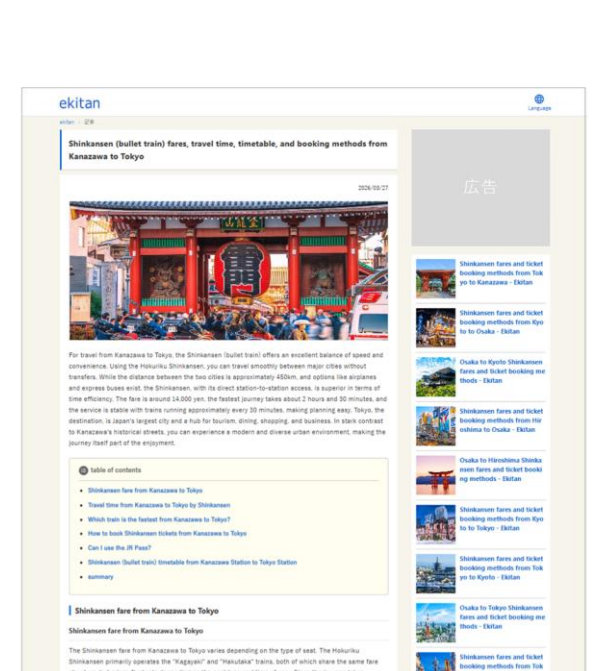 ekitan
Language
ekitan > 記事
Shinkansen (bullet train) fares, travel time, timetable, and booking methods from
Kanazawa to Tokyo
広告
For travel from Kanazawa to Tokyo, the Shinkansen (bullet train) offers an excellent balance of speed and
convenience. Using the Hokuriku Shinkansen, you can travel smoothly between major cities without
transfers. While the distance between the two cities is approximately 450km, and options like airplanes
and express buses exist, the Shinkansen, with its direct station-to-station access, is superior in terms of
time efficiency. The fare is around 14,000 yen, the fastest journey takes about 2 hours and 30 minutes, and
the service is stable with trains running approximately every 30 minutes, making planning easy. Tokyo, the
destination, is Japan's largest city and a hub for tourism, dining, shopping, and business. In stark contrast
to Kanazawa's historical streets, you can experience a modern and diverse urban environment, making the
journey itself part of the enjoyment.
table of contents
Shinkansen fare from Kanazawa to Tokyo
Travel time from Kanazawa to Tokyo by Shinkansen
Which train is the fastest from Kanazawa to Tokyo?
How to book Shinkansen tickets from Kanazawa to Tokyo
Can I use the JR Pass?
Shinkansen (bullet train) timetable from Kanazawa Station to Tokyo Station
summary
Shinkansen fare from Kanazawa to Tokyo
Shinkansen fare from Kanazawa to Tokyo
The Shinkansen fare from Kanazawa to Tokyo varies depending on the type of seat. The Hokuriku
Shinkansen primarily operates the "Kagayaki" and "Hakutaka" trains, both of which share the same fare
Shinkansen fares and ticket
booking methods from Tok
yo to Kanazawa - Ekitan
Shinkansen fares and ticket
booking methods from Kyo
to to Osaka - Ekitan
Osaka to Kyoto Shinkansen
fares and ticket booking me
thods - Ekitan
Shinkansen fares and ticket
booking methods from Hir
oshima to Osaka - Ekitan
Osaka to Hiroshima Shinka
nsen fares and ticket booki
ng methods - Ekitan
Shinkansen fares and ticket
booking methods from Kyo
to to Tokyo - Ekitan
Shinkansen fares and ticket
booking methods from Tok
yo to Kyoto - Ekitan
Osaka to Tokyo Shinkansen
fares and ticket booking me
thods - Ekitan
Shinkansen fares and ticket
booking methods from Tok